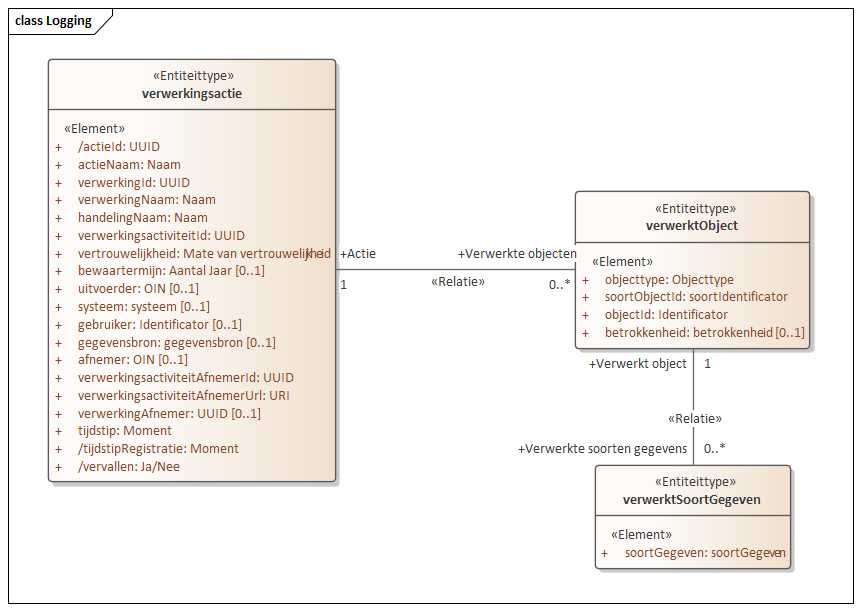 class Logging
«Entiteittype»
verwerkingsactie
«Element»
+ /actieId: UUID
+ actieNaam: Naam
+ verwerkingId: UUID
+ verwerkingNaam: Naam
+ handelingNaam: Naam
+ verwerkingsactiviteitId: UUID
+ vertrouwelijkheid: Mate van vertrouwelijkheid
+ bewaartermijn: Aantal Jaar [0..1]
+ uitvoerder: OIN [0..1]
+ systeem: systeem [0..1]
+ gebruiker: Identificator [0..1]
+ gegevensbron: gegevensbron [0..1]
+ afnemer: OIN [0..1]
+ verwerkingsactiviteitAfnemerId: UUID
+ verwerkingsactiviteitAfnemerUrl: URI
+ verwerkingAfnemer: UUID [0..1]
+ tijdstip: Moment
+ /tijdstipRegistratie: Moment
+ /vervallen: Ja/Nee
+Actie
1
«Relatie»
+Verwerkte objecten
0..*
«Entiteittype»
verwerktObject
«Element»
+ objecttype: Objecttype
+ soortObjectId: soortIdentificator
+ objectId: Identificator
+ betrokkenheid: betrokkenheid [0..1]
+Verwerkt object 1
«Relatie»
+Verwerkte soorten gegevens 0..*
«Entiteittype»
verwerktSoortGegeven
«Element»
+ soortGegeven: soortGegeven